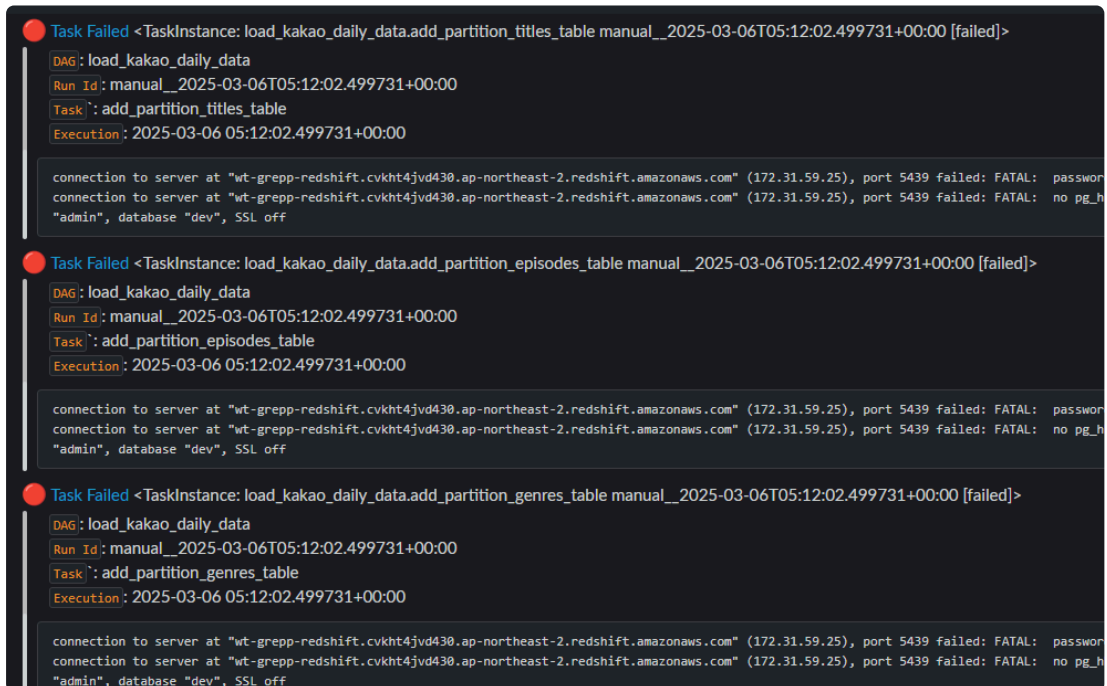 Task Failed <TaskInstance: load_kakao_daily_data.add_partition_titles_table manual__2025-03-06T05:12:02.499731+00:00 [failed]>
DAG: load_kakao_daily_data
Run Id: manual__2025-03-06T05:12:02.499731+00:00
Task`: add_partition_titles_table
Execution: 2025-03-06 05:12:02.499731+00:00
connection to server at "wt-grepp-redshift.cvkht4jvd430.ap-northeast-2.redshift.amazonaws.com" (172.31.59.25), port 5439 failed: FATAL:  passwor
connection to server at "wt-grepp-redshift.cvkht4jvd430.ap-northeast-2.redshift.amazonaws.com" (172.31.59.25), port 5439 failed: FATAL:  no pg_h
"admin", database "dev", SSL off
Task Failed <TaskInstance: load_kakao_daily_data.add_partition_episodes_table manual__2025-03-06T05:12:02.499731+00:00 [failed]>
DAG: load_kakao_daily_data
Run Id: manual__2025-03-06T05:12:02.499731+00:00
Task`: add_partition_episodes_table
Execution: 2025-03-06 05:12:02.499731+00:00
connection to server at "wt-grepp-redshift.cvkht4jvd430.ap-northeast-2.redshift.amazonaws.com" (172.31.59.25), port 5439 failed: FATAL:  passwor
connection to server at "wt-grepp-redshift.cvkht4jvd430.ap-northeast-2.redshift.amazonaws.com" (172.31.59.25), port 5439 failed: FATAL:  no pg_h
"admin", database "dev", SSL off
Task Failed <TaskInstance: load_kakao_daily_data.add_partition_genres_table manual__2025-03-06T05:12:02.499731+00:00 [failed]>
DAG: load_kakao_daily_data
Run Id: manual__2025-03-06T05:12:02.499731+00:00
Task`: add_partition_genres_table
Execution: 2025-03-06 05:12:02.499731+00:00
connection to server at "wt-grepp-redshift.cvkht4jvd430.ap-northeast-2.redshift.amazonaws.com" (172.31.59.25), port 5439 failed: FATAL:  passwor
connection to server at "wt-grepp-redshift.cvkht4jvd430.ap-northeast-2.redshift.amazonaws.com" (172.31.59.25), port 5439 failed: FATAL:  no pg_h
"admin", database "dev", SSL off